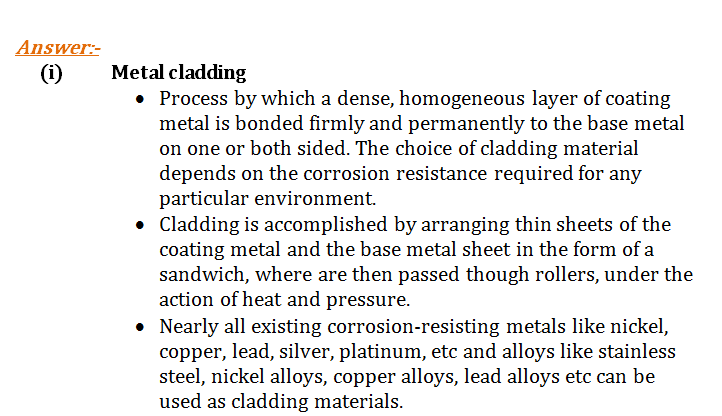 Answer:-
(i) Metal cladding
• Process by which a dense, homogeneous layer of coating
metal is bonded firmly and permanently to the base metal
on one or both sided. The choice of cladding material
depends on the corrosion resistance required for any
particular environment.
• Cladding is accomplished by arranging thin sheets of the
coating metal and the base metal sheet in the form of a
sandwich, where are then passed though rollers, under the
action of heat and pressure.
• Nearly all existing corrosion-resisting metals like nickel,
copper, lead, silver, platinum, etc and alloys like stainless
steel, nickel alloys, copper alloys, lead alloys etc can be
used as cladding materials.